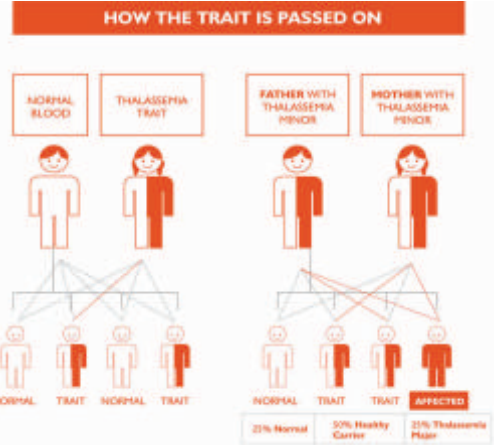 HOW THE TRAIT IS PASSED ON
NORMAL
BLOOD
THALASSEMIA
TRAIT
FATHER WITH
THALASSEMIA
MINOR
MOTHER WITH
THALASSEMIA
MINOR
ORMAL TRAIT NORMAL TRAIT
NORMAL TRAIT TRAIT AFFECTED
25% Normal
50% Healthy
Carrier
25% Thalassemia
Major